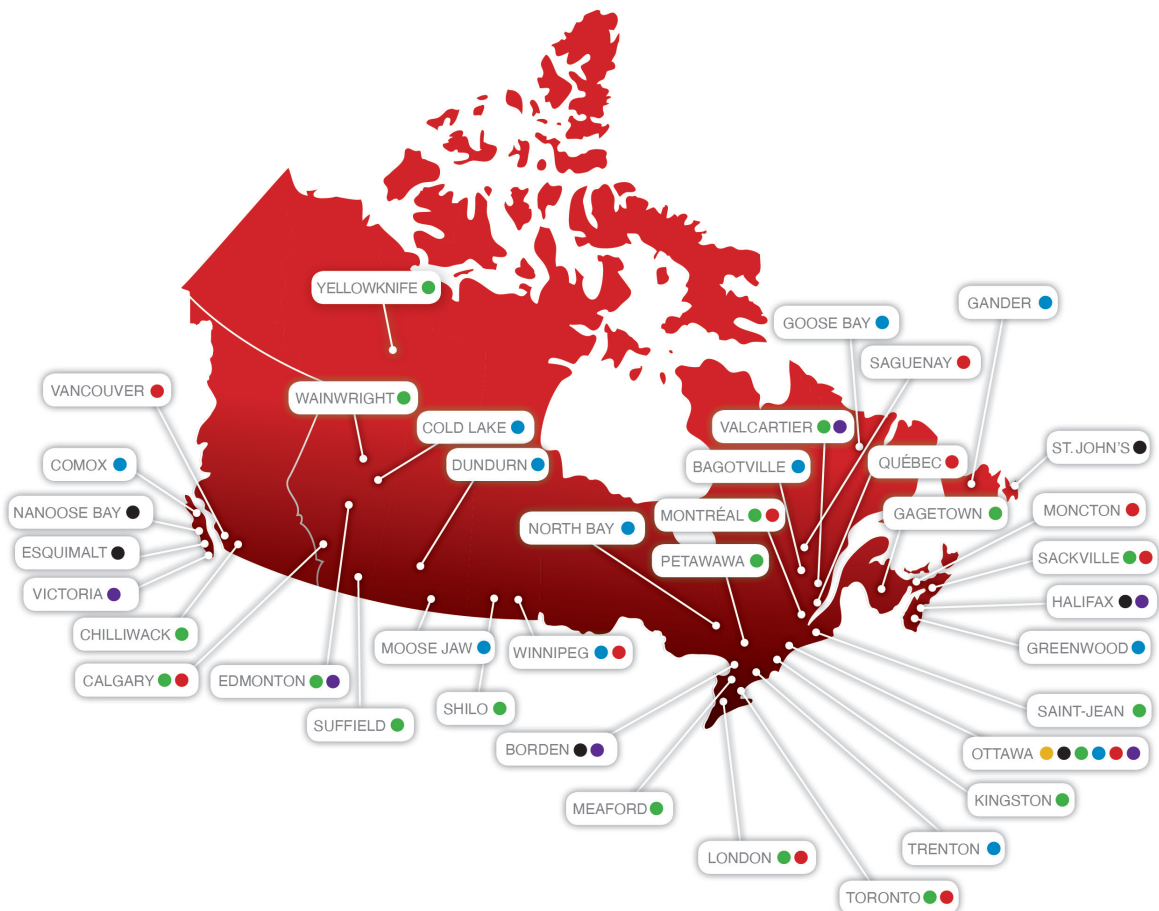 YELLOWKNIFE
GANDER
GOOSE BAY
SAGUENAY
VANCOUVER
WAINWRIGHT
COLD LAKE
VALCARTIER
ST. JOHN'S
COMOX
DUNDURN
BAGOTVILLE
QUÉBEC
NANOOSE BAY
NORTH BAY
MONTRÉAL
GAGETOWN
MONCTON
ESQUIMALT
PETAWAWA
SACKVILLE
VICTORIA
HALIFAX
CHILLIWACK
MOOSE JAW
WINNIPEG
GREENWOOD
CALGARY
EDMONTON
SHILO
SAINT-JEAN
SUFFIELD
BORDEN
OTTAWA
MEAFORD
KINGSTON
LONDON
TRENTON
TORONTO